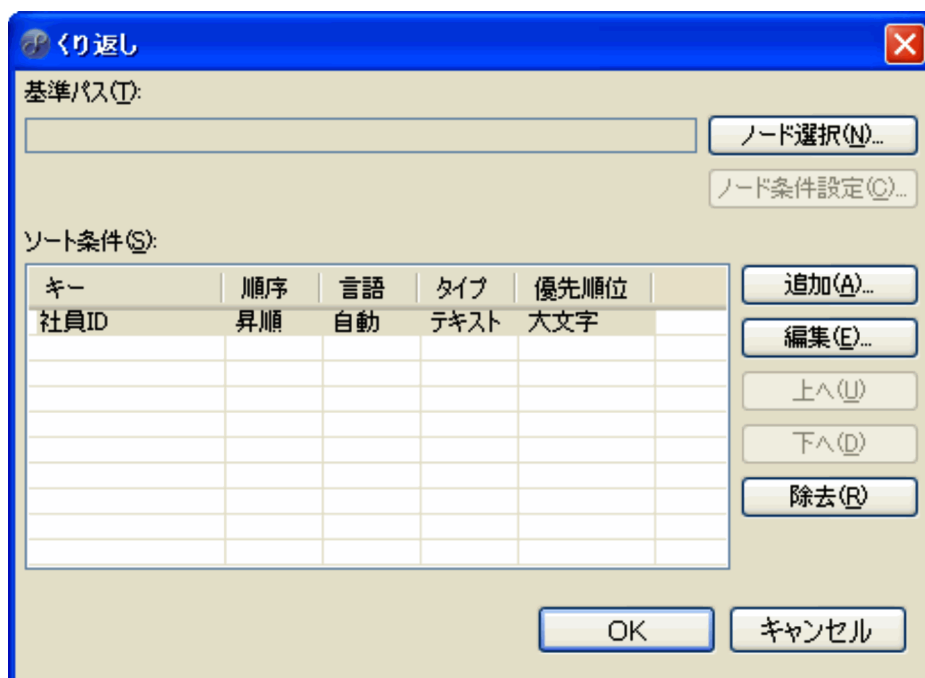 くり返し
基準パス(T):
ノード選択(N)...
ノード条件設定(C)...
ソート条件(S):
キー 順序 言語 タイプ 優先順位
社員ID 昇順 自動 テキスト 大文字
追加(A)...
編集(E)...
上へ(U)
下へ(D)
除去(R)
OK キャンセル